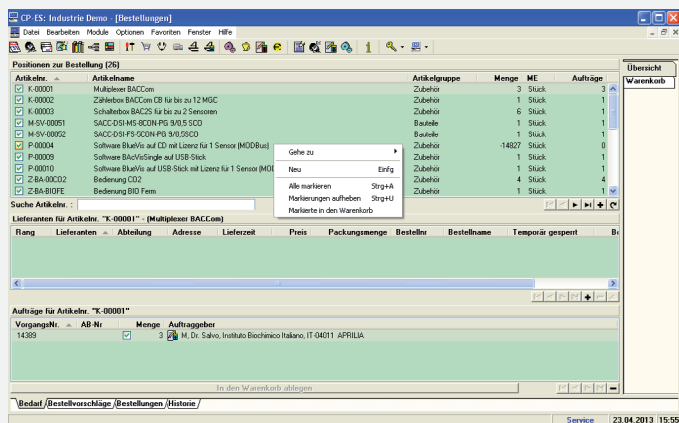 CP-ES: Industrie Demo - [Bestellungen]
Datei Bearbeiten Module Optionen Favoriten Fenster Hilfe
Positionen zur Bestellung (26)
Übersicht
Warenkorb
Artikelnr. Artikelname Artikelgruppe Menge ME Aufträge
K-00001 Multiplexer BACCom Zubehör 3 Stück 3
K-00002 Zählerbox BACCom CB für bis zu 12 MGC Zubehör 1 Stück 1
K-00003 Schalterbox BAC2S für bis zu 2 Sensoren Zubehör 6 Stück 1
M-SV-00051 SACC-DSI-MS-8CON-PG 9/0,5 SCO Bauteile 1 Stück 1
M-SV-00052 SACC-DSI-FS-5CON-PG 9/0,5SCO Bauteile 1 Stück 1
P-00004 Software BlueVis auf CD mit Lizenz für 1 Sensor (MODBus) Zubehör -14827 Stück 0
P-00009 Software BAcVisSingle auf USB-Stick Zubehör 1 Stück 1
P-00010 Software BlueVis auf USB-Stick mit Lizenz für 1 Sensor (MOD Zubehör 1 Stück 1
Z-BA-00CO2 Bedienung CO2 Zubehör 4 Stück 4
Z-BA-BIOFE Bedienung BIO Ferm Zubehör 1 Stück 1
Gehe zu
Neu Einfg
Alle markieren Strg+A
Markierungen aufheben Strg+U
Markierte in den Warenkorb
Suche Artikelnr. :
Lieferanten für Artikelnr. "K-00001" - (Multiplexer BACCom)
Rang Lieferanten Abteilung Adresse Lieferzeit Preis Packungsmenge Bestellnr Bestellname Temporär gesperrt Be
Aufträge für Artikelnr. "K-00001"
VorgangsNr. AB-Nr Menge Auftraggeber
14389 3 M, Dr. Salvo, Instituto Biochimico Italiano, IT-04011 APRILIA
In den Warenkorb ablegen
Bedarf Bestellvorschläge Bestellungen Historie
Service 23.04.2013 15:55